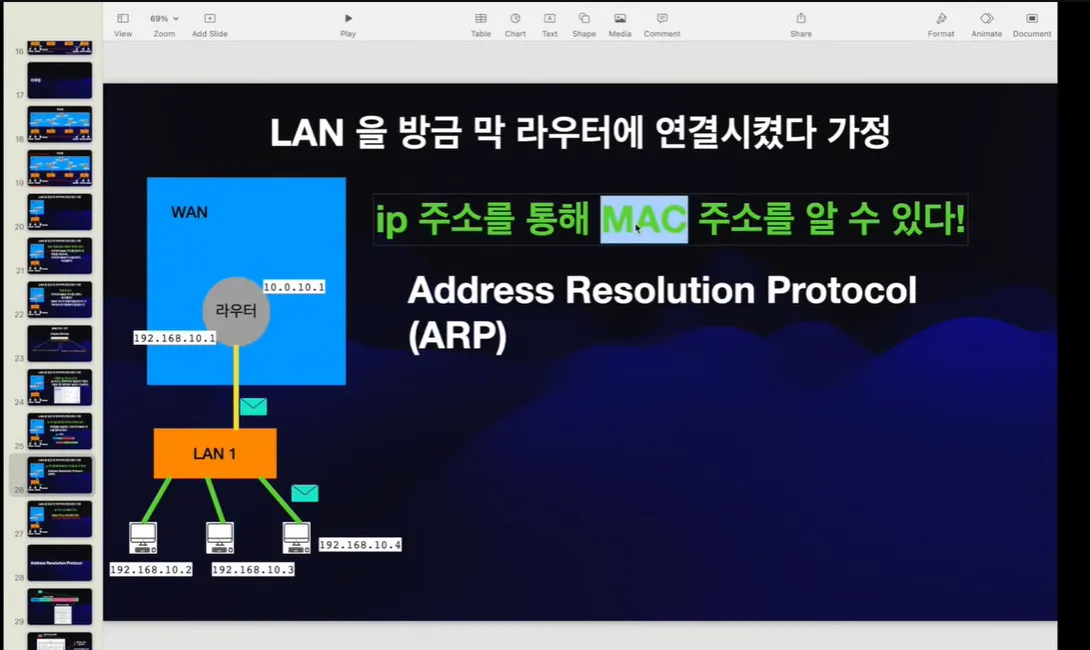 View
69%
Zoom
Add Slide
Play
Table
Chart
Text
Shape
Media
Comment
Share
Format
Animate
Document
16
17
18
19
20
21
22
23
24
25
26
27
28
Address Resolution Protocol
29
LAN 을 방금 막 라우터에 연결시켰다 가정
WAN
ip 주소를 통해 MAC 주소를 알 수 있다!
Address Resolution Protocol
(ARP)
10.0.10.1
라우터
192.168.10.1
LAN 1
192.168.10.4
192.168.10.2
192.168.10.3